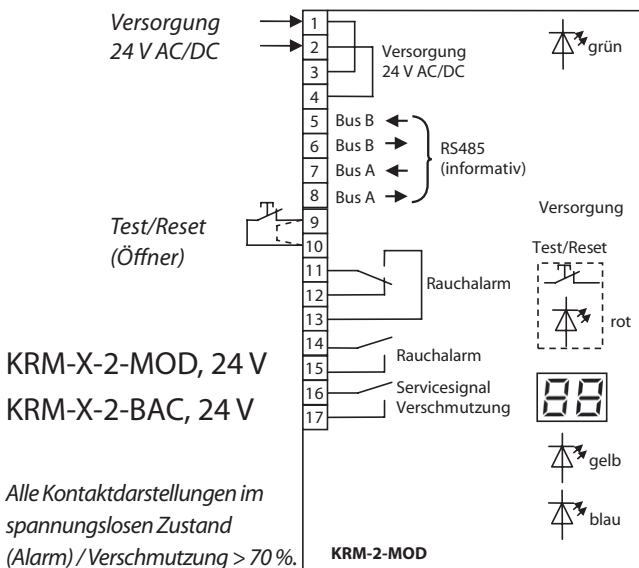 Versorgung
24 V AC/DC
1
2
3
4
5
6
7
8
9
10
11
12
13
14
15
16
17
Versorgung
24 V AC/DC
Bus B
Bus B
Bus A
Bus A
RS485
(informativ)
Test/Reset
(Öffner)
Rauchalarm
Rauchalarm
Servicesignal
Verschmutzung
KRM-X-2-MOD, 24 V
KRM-X-2-BAC, 24 V
Alle Kontaktdarstellungen im
spannungslosen Zustand
(Alarm) / Verschmutzung > 70 %.
KRM-2-MOD
grün
Versorgung
Test/Reset
rot
88
gelb
blau